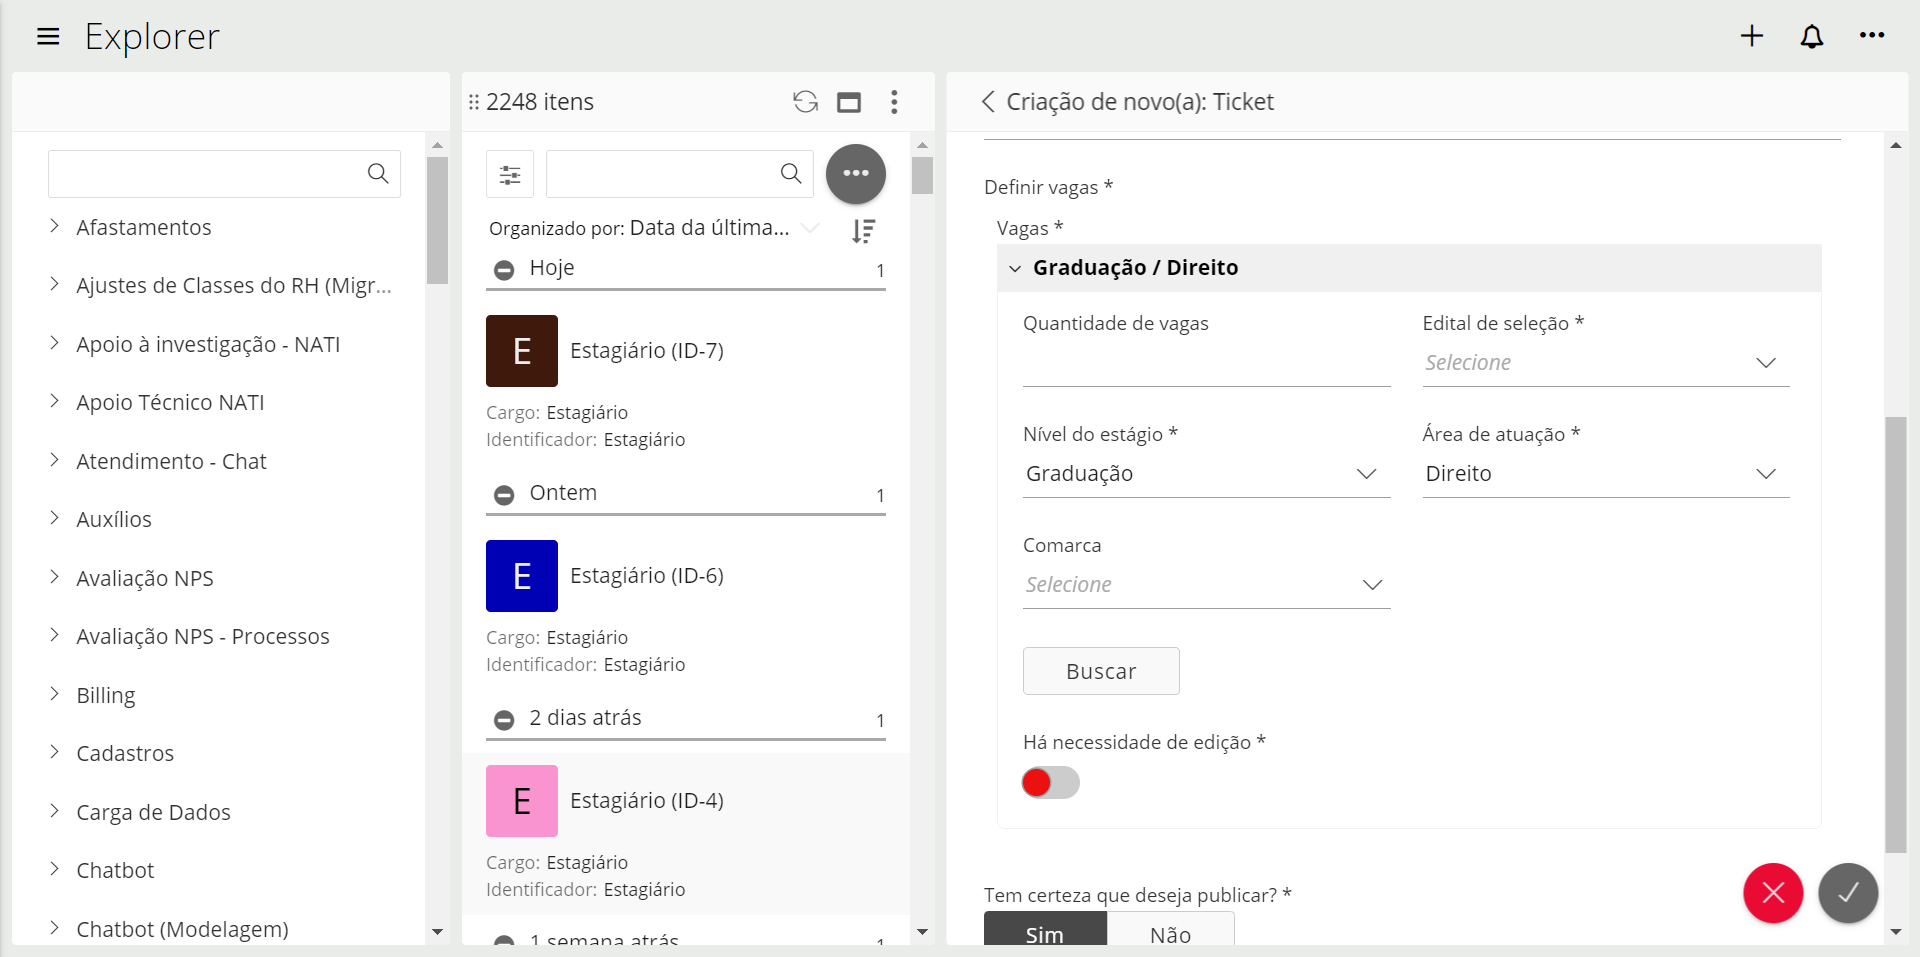 Explorer
Afastamentos
Ajustes de Classes do RH (Migr...
Apoio à investigação - NATI
Apoio Técnico NATI
Atendimento - Chat
Auxílios
Avaliação NPS
Avaliação NPS - Processos
Billing
Cadastros
Carga de Dados
Chatbot
Chatbot (Modelagem)
2248 itens
Organizado por: Data da última...
Hoje 1
E Estagiário (ID-7)
Cargo: Estagiário
Identificador: Estagiário
Ontem 1
E Estagiário (ID-6)
Cargo: Estagiário
Identificador: Estagiário
2 dias atrás 1
E Estagiário (ID-4)
Cargo: Estagiário
Identificador: Estagiário
1 semana atrás 1
Criação de novo(a): Ticket
Definir vagas *
Vagas *
Graduação / Direito
Quantidade de vagas
Edital de seleção *
Selecione
Nível do estágio *
Graduação
Área de atuação *
Direito
Comarca
Selecione
Buscar
Há necessidade de edição *
Tem certeza que deseja publicar? *
Sim Não